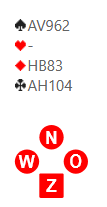 ♠AV962
♥-
♦HB83
♣AH104
N
W O
Z